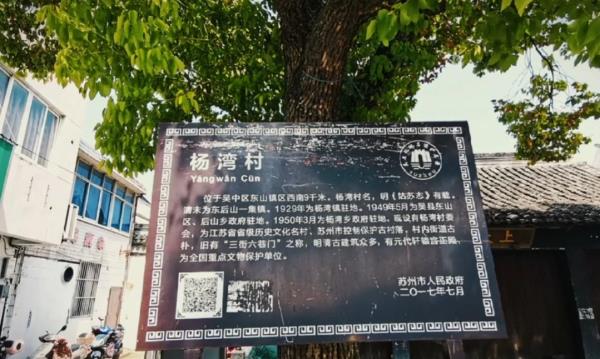 杨湾村
Yángwān Cūn
位于吴中区东山镇区西南9千米。杨湾村名,明《姑苏志》有载,
清末为东后山一集镇。1929年为杨湾镇驻地。1949年5月为吴县东山
区、后山乡政府驻地,1950年3月为杨湾乡政府驻地。现设有杨湾村委
会,为江苏省省级历史文化名村、苏州市控制保护古村落,村内街道古
朴,旧有“三街六巷门”之称,明清古建筑众多,有元代轩辕宫正殿,
为全国重点文物保护单位。
苏州市人民政府
二〇一七年七月
上